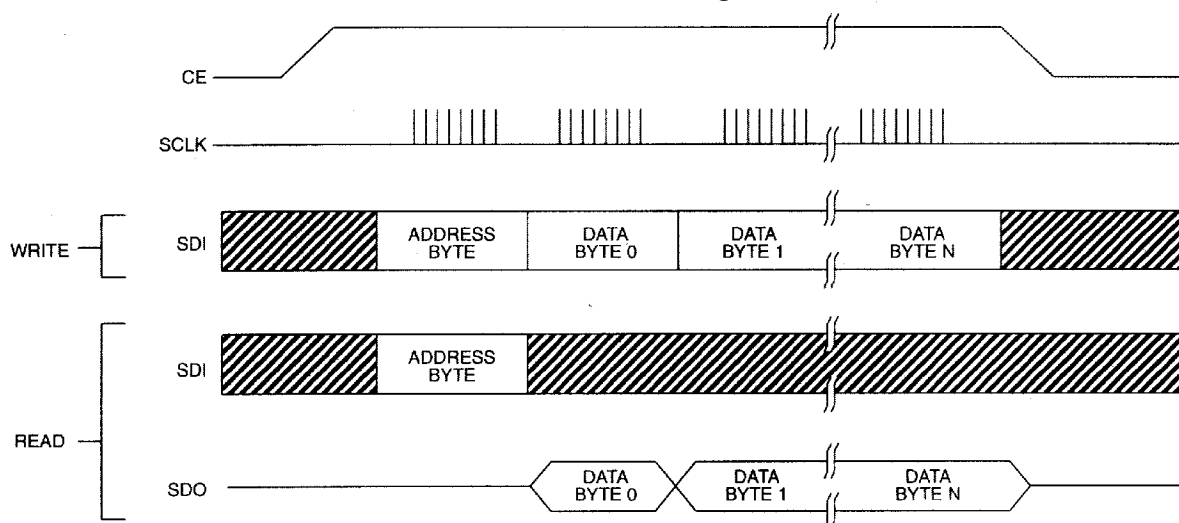 CE
SCLK
WRITE
SDI
ADDRESS
BYTE
DATA
BYTE 0
DATA
BYTE 1
DATA
BYTE N
READ
SDI
ADDRESS
BYTE
SDO
DATA
BYTE 0
DATA
BYTE 1
DATA
BYTE N